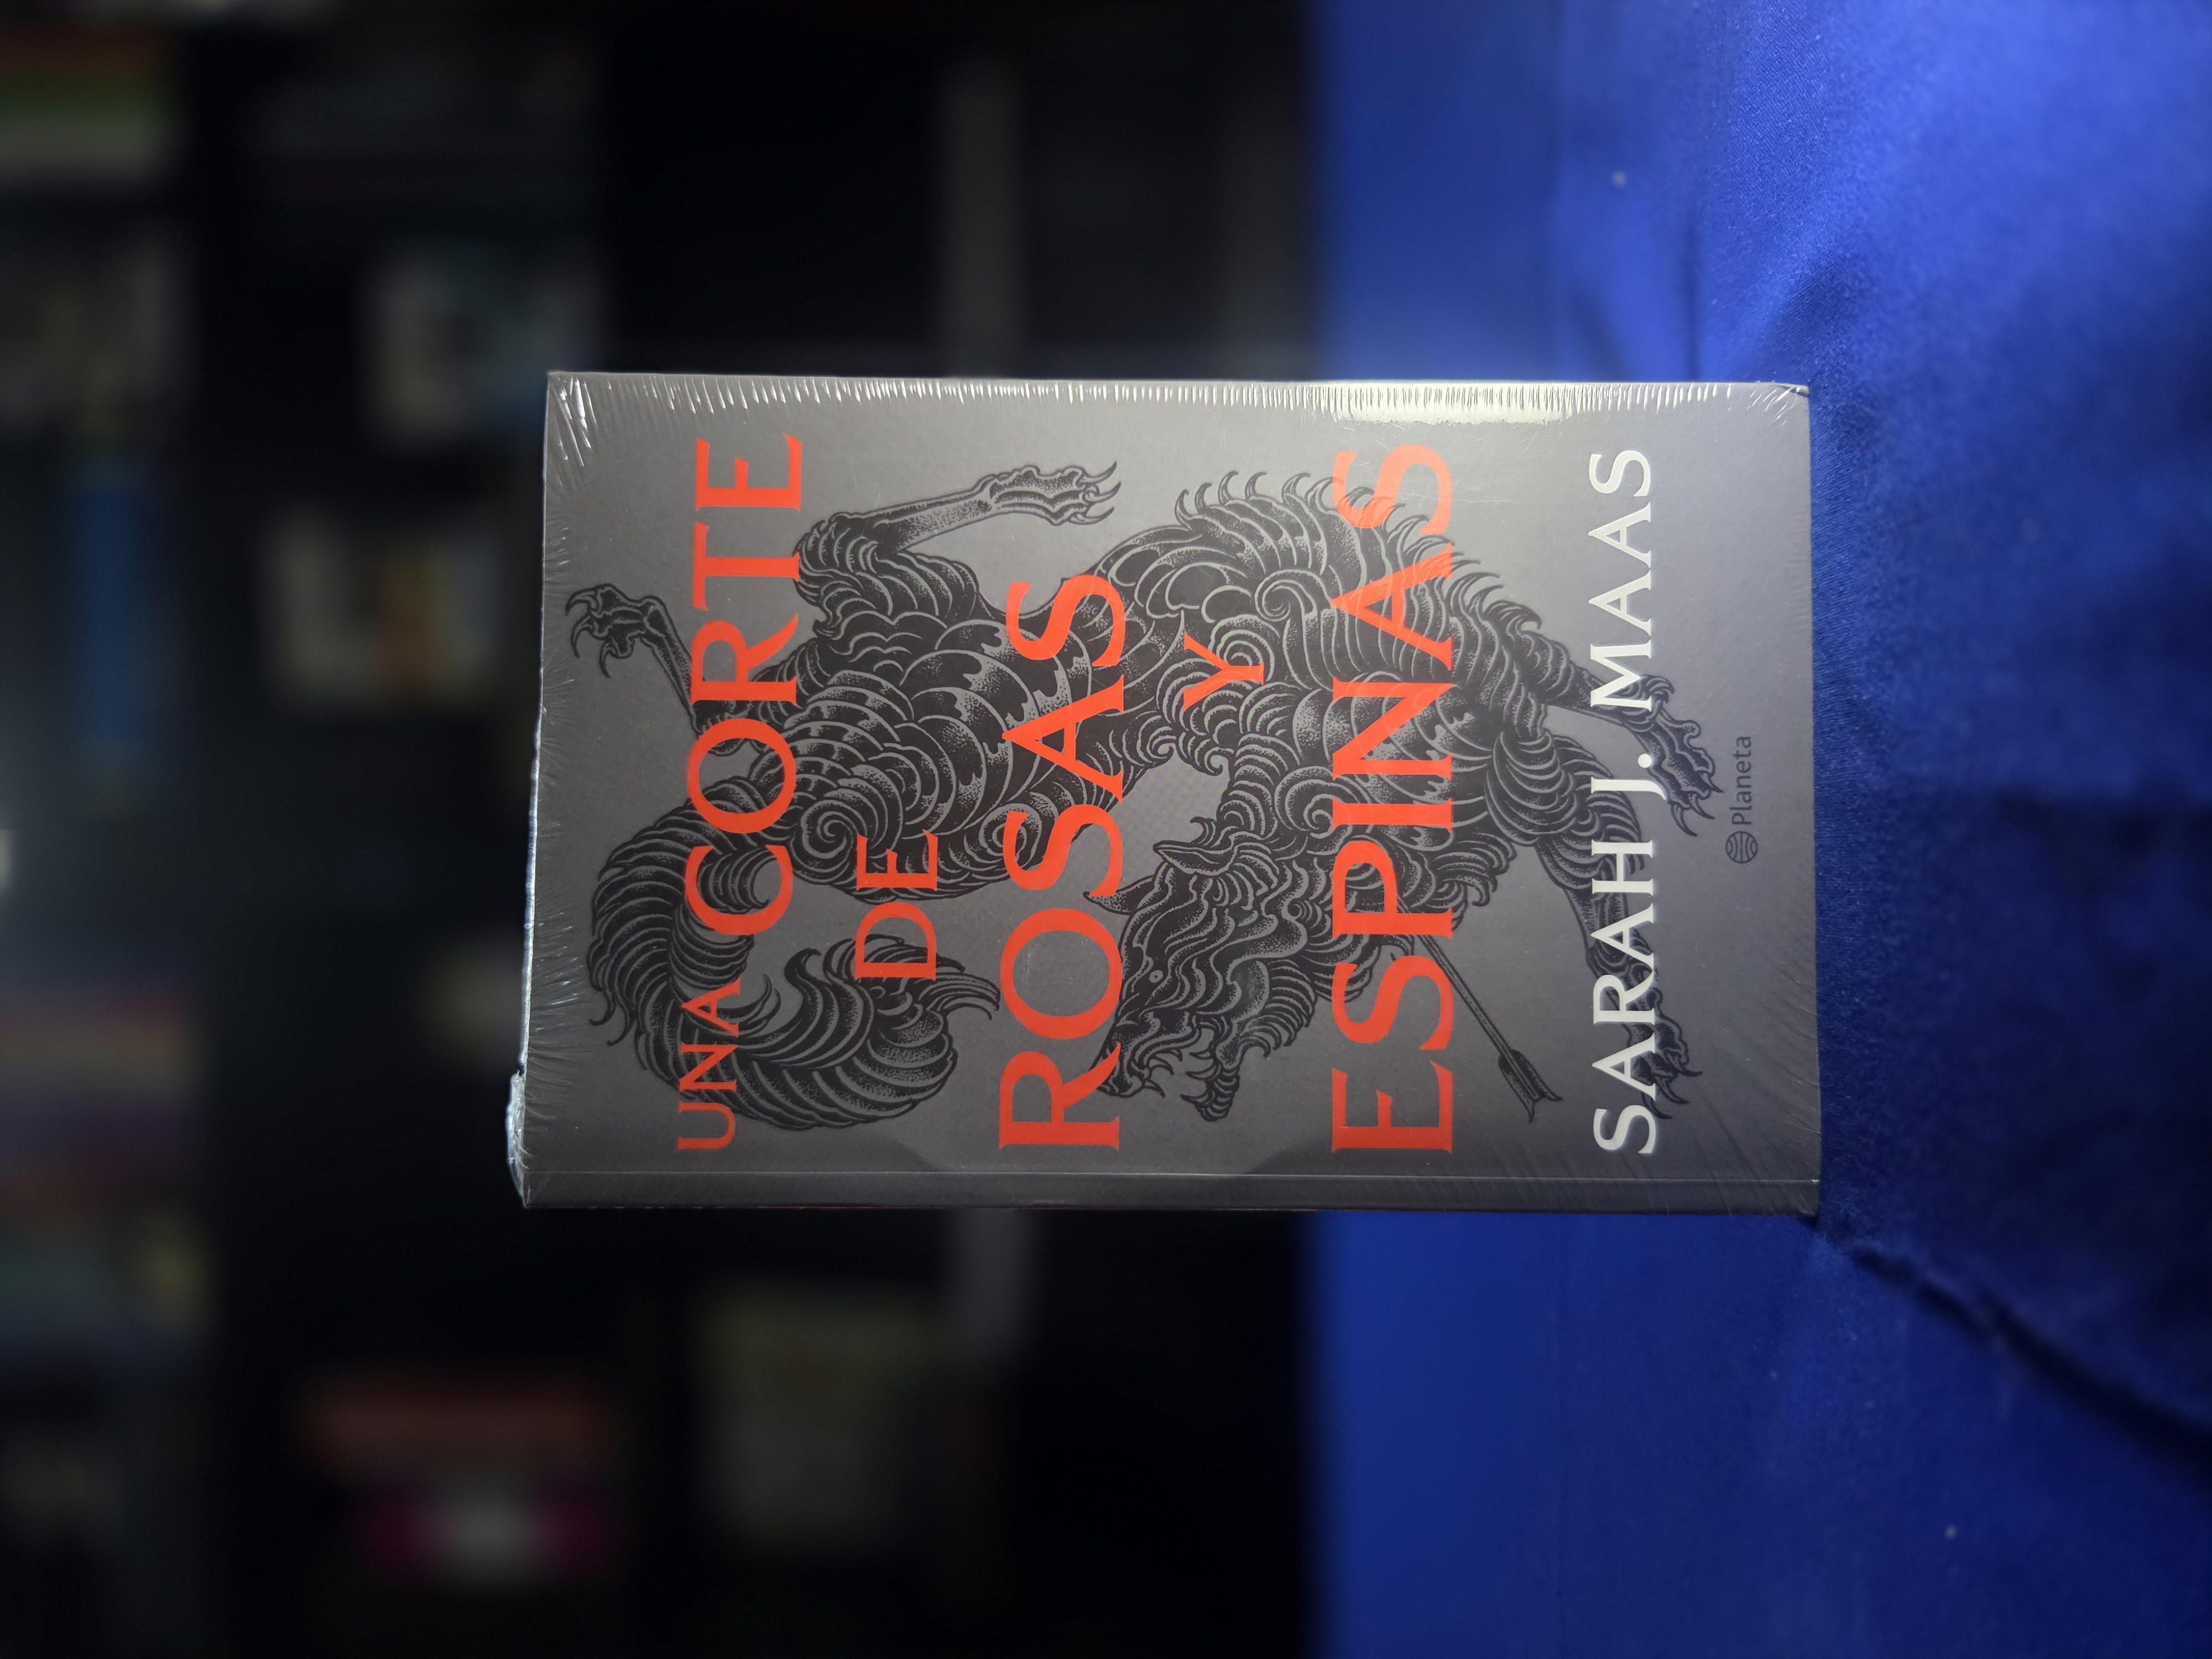 UNA CORTE
DE
ROSAS
Y
ESPINAS
SARAH J. MAAS
Planeta